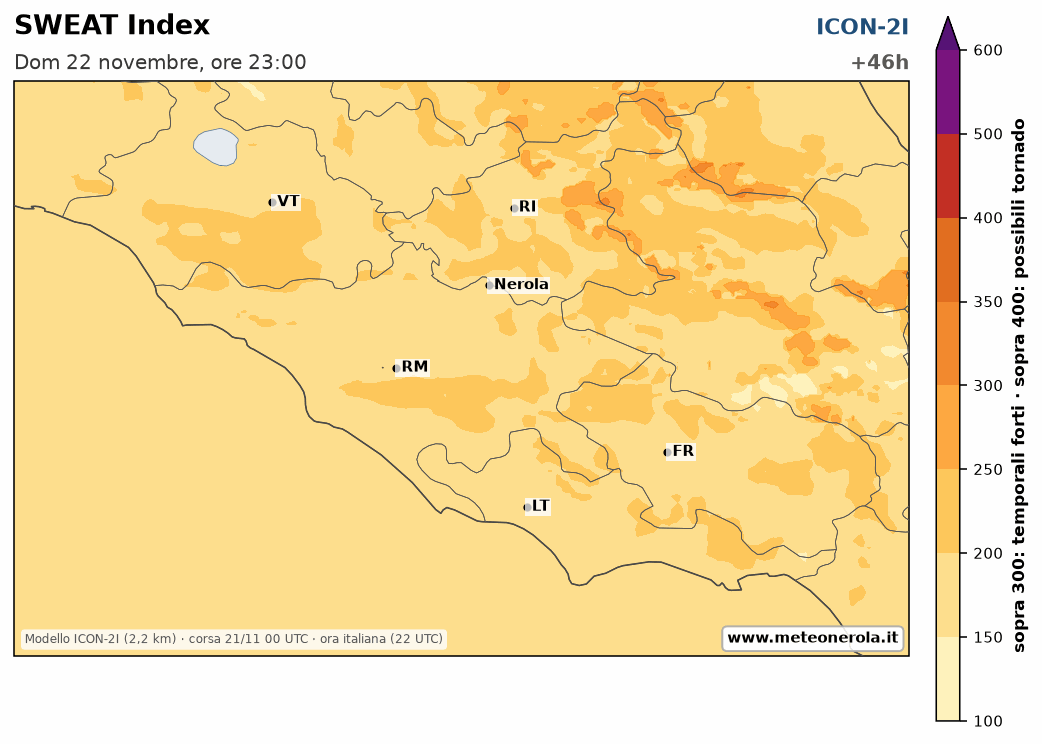 SWEAT Index
ICON-2I
Dom 22 novembre, ore 23:00
+46h
VT
RI
Nerola
RM
FR
LT
Modello ICON-2I (2,2 km) · corsa 21/11 00 UTC · ora italiana (22 UTC)
www.meteonerola.it
600
500
400
350
300
250
200
150
100
sopra 300: temporali forti · sopra 400: possibili tornado